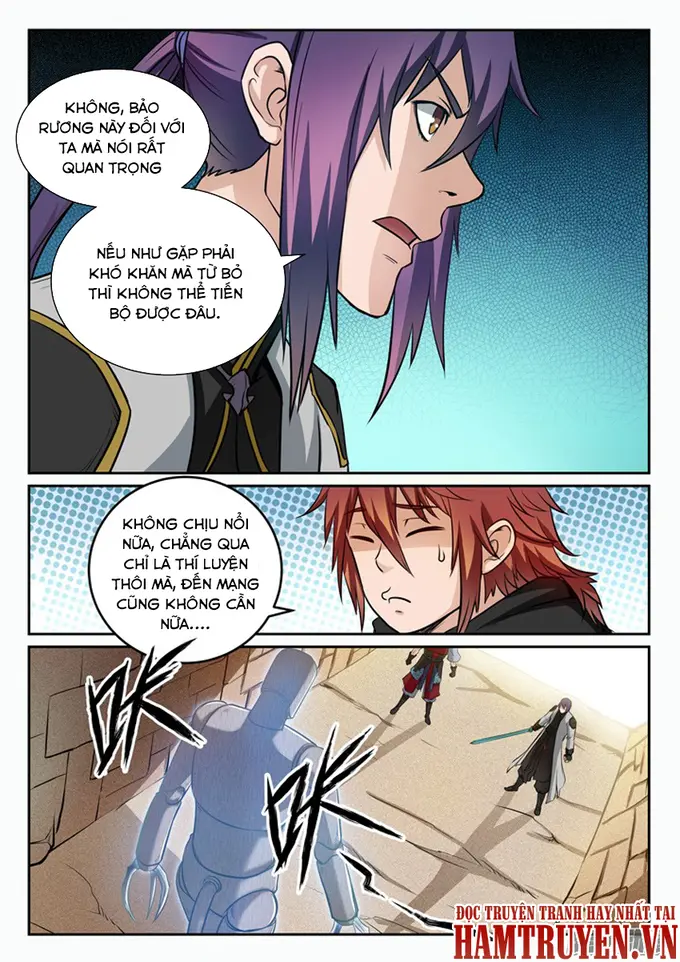 KHÔNG, BẢO
RƯƠNG NÀY ĐỐI VỚI
TA MÀ NÓI RẤT
QUAN TRỌNG
NẾU NHƯ GẶP PHẢI
KHÓ KHĂN MÀ TỪ BỎ
THÌ KHÔNG THỂ TIẾN
BỘ ĐƯỢC ĐÂU.
KHÔNG CHỊU NỔI
NỮA, CHẲNG QUA
CHỈ LÀ THÍ LUYỆN
THÔI MÀ, ĐẾN MẠNG
CŨNG KHÔNG CẦN
NỮA....
咔
咔
ĐỌC TRUYỆN TRANH HAY NHẤT TẠI
HAMTRUYEN.VN